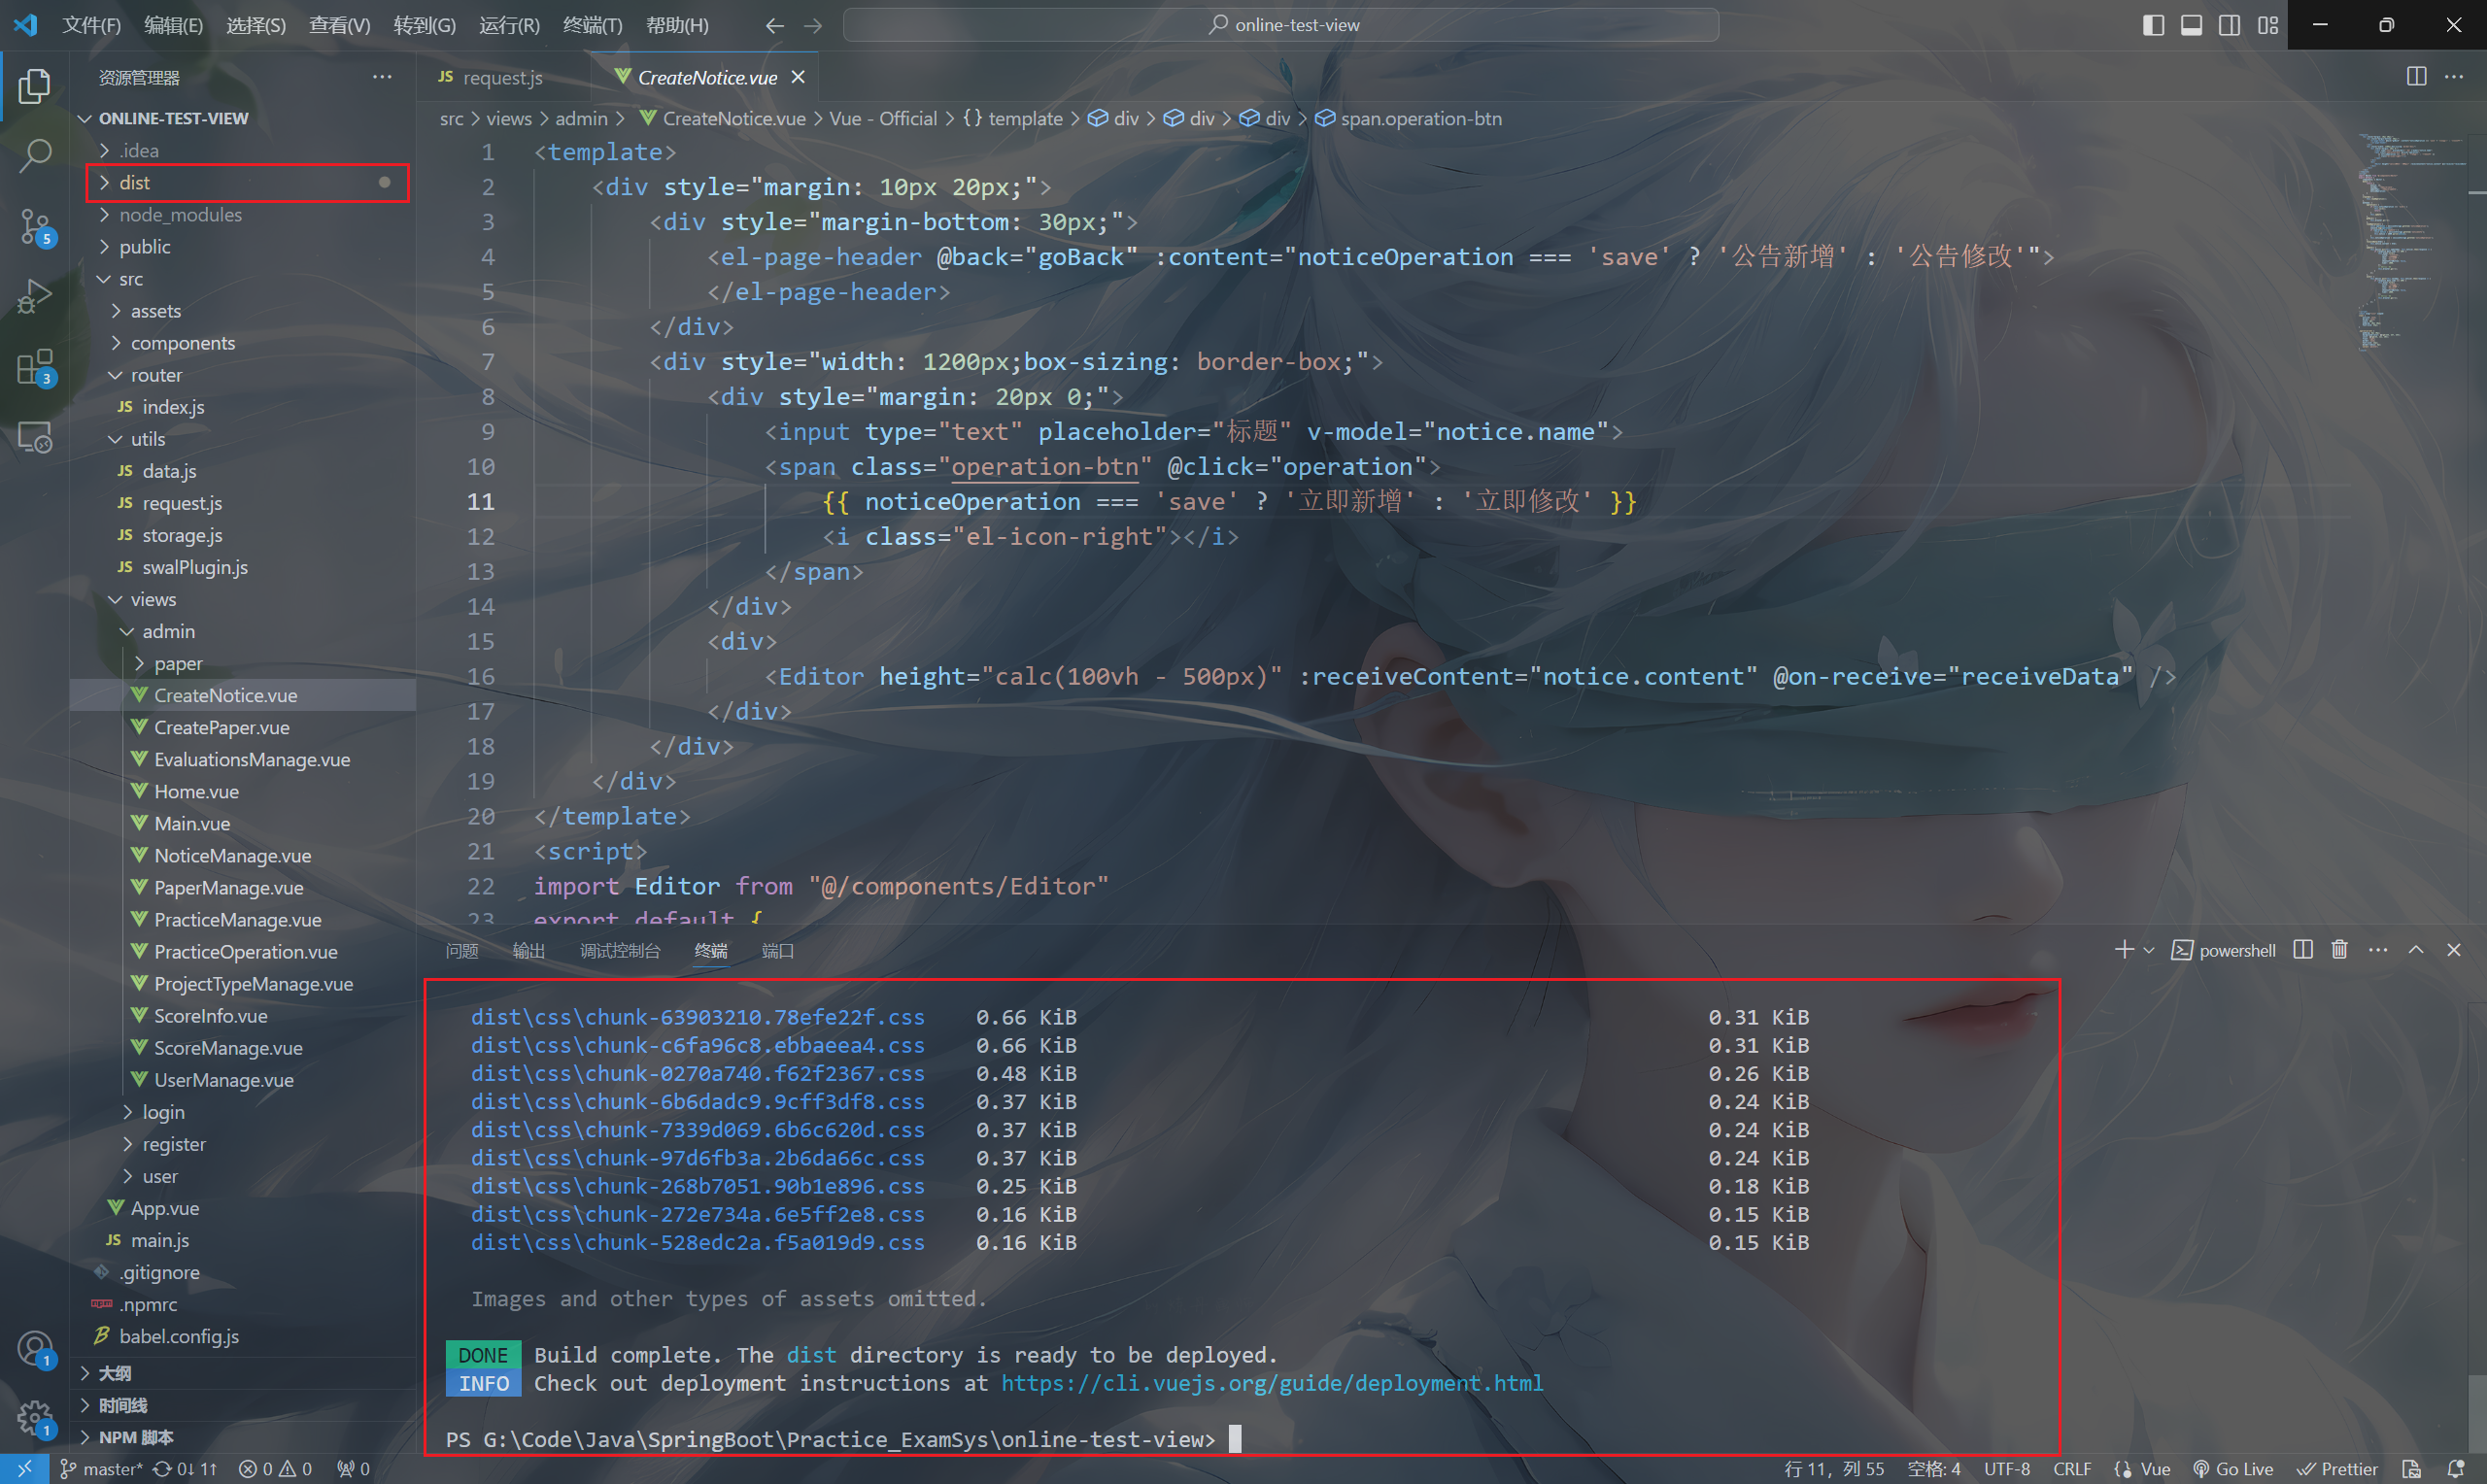 文件(F) 编辑(E) 选择(S) 查看(V) 转到(G) 运行(R) 终端(T) 帮助(H) online-test-view
资源管理器
ONLINE-TEST-VIEW
.idea
dist
node_modules
public
src
assets
components
router
JS index.js
utils
JS data.js
JS request.js
JS storage.js
JS swalPlugin.js
views
admin
paper
CreateNotice.vue
CreatePaper.vue
EvaluationsManage.vue
Home.vue
Main.vue
NoticeManage.vue
PaperManage.vue
PracticeManage.vue
PracticeOperation.vue
ProjectTypeManage.vue
ScoreInfo.vue
ScoreManage.vue
UserManage.vue
login
register
user
App.vue
JS main.js
.gitignore
.npmrc
babel.config.js
大纲
时间线
NPM 脚本
5
3
1
1
JS request.js CreateNotice.vue
src > views > admin > CreateNotice.vue > Vue - Official > {} template > div > div > div > span.operation-btn
1 <template>
2 <div style="margin: 10px 20px;">
3 <div style="margin-bottom: 30px;">
4 <el-page-header @back="goBack" :content="noticeOperation === 'save' ? '公告新增' : '公告修改'">
5 </el-page-header>
6 </div>
7 <div style="width: 1200px;box-sizing: border-box;">
8 <div style="margin: 20px 0;">
9 <input type="text" placeholder="标题" v-model="notice.name">
10 <span class="operation-btn" @click="operation">
11 {{ noticeOperation === 'save' ? '立即新增' : '立即修改' }}
12 <i class="el-icon-right"></i>
13 </span>
14 </div>
15 <div>
16 <Editor height="calc(100vh - 500px)" :receiveContent="notice.content" @on-receive="receiveData" />
17 </div>
18 </div>
19 </div>
20 </template>
21 <script>
22 import Editor from "@/components/Editor"
23 export default {
问题 输出 调试控制台 终端 端口 powershell
dist\css\chunk-63903210.78efe22f.css 0.66 KiB 0.31 KiB
dist\css\chunk-c6fa96c8.ebbaeea4.css 0.66 KiB 0.31 KiB
dist\css\chunk-0270a740.f62f2367.css 0.48 KiB 0.26 KiB
dist\css\chunk-6b6dadc9.9cff3df8.css 0.37 KiB 0.24 KiB
dist\css\chunk-7339d069.6b6c620d.css 0.37 KiB 0.24 KiB
dist\css\chunk-97d6fb3a.2b6da66c.css 0.37 KiB 0.24 KiB
dist\css\chunk-268b7051.90b1e896.css 0.25 KiB 0.18 KiB
dist\css\chunk-272e734a.6e5ff2e8.css 0.16 KiB 0.15 KiB
dist\css\chunk-528edc2a.f5a019d9.css 0.16 KiB 0.15 KiB
Images and other types of assets omitted.
DONE Build complete. The dist directory is ready to be deployed.
INFO Check out deployment instructions at https://cli.vuejs.org/guide/deployment.html
PS G:\Code\Java\SpringBoot\Practice_ExamSys\online-test-view>
master* 0↓ 1↑ 0 0 0 行 11，列 55 空格: 4 UTF-8 CRLF Vue Go Live Prettier